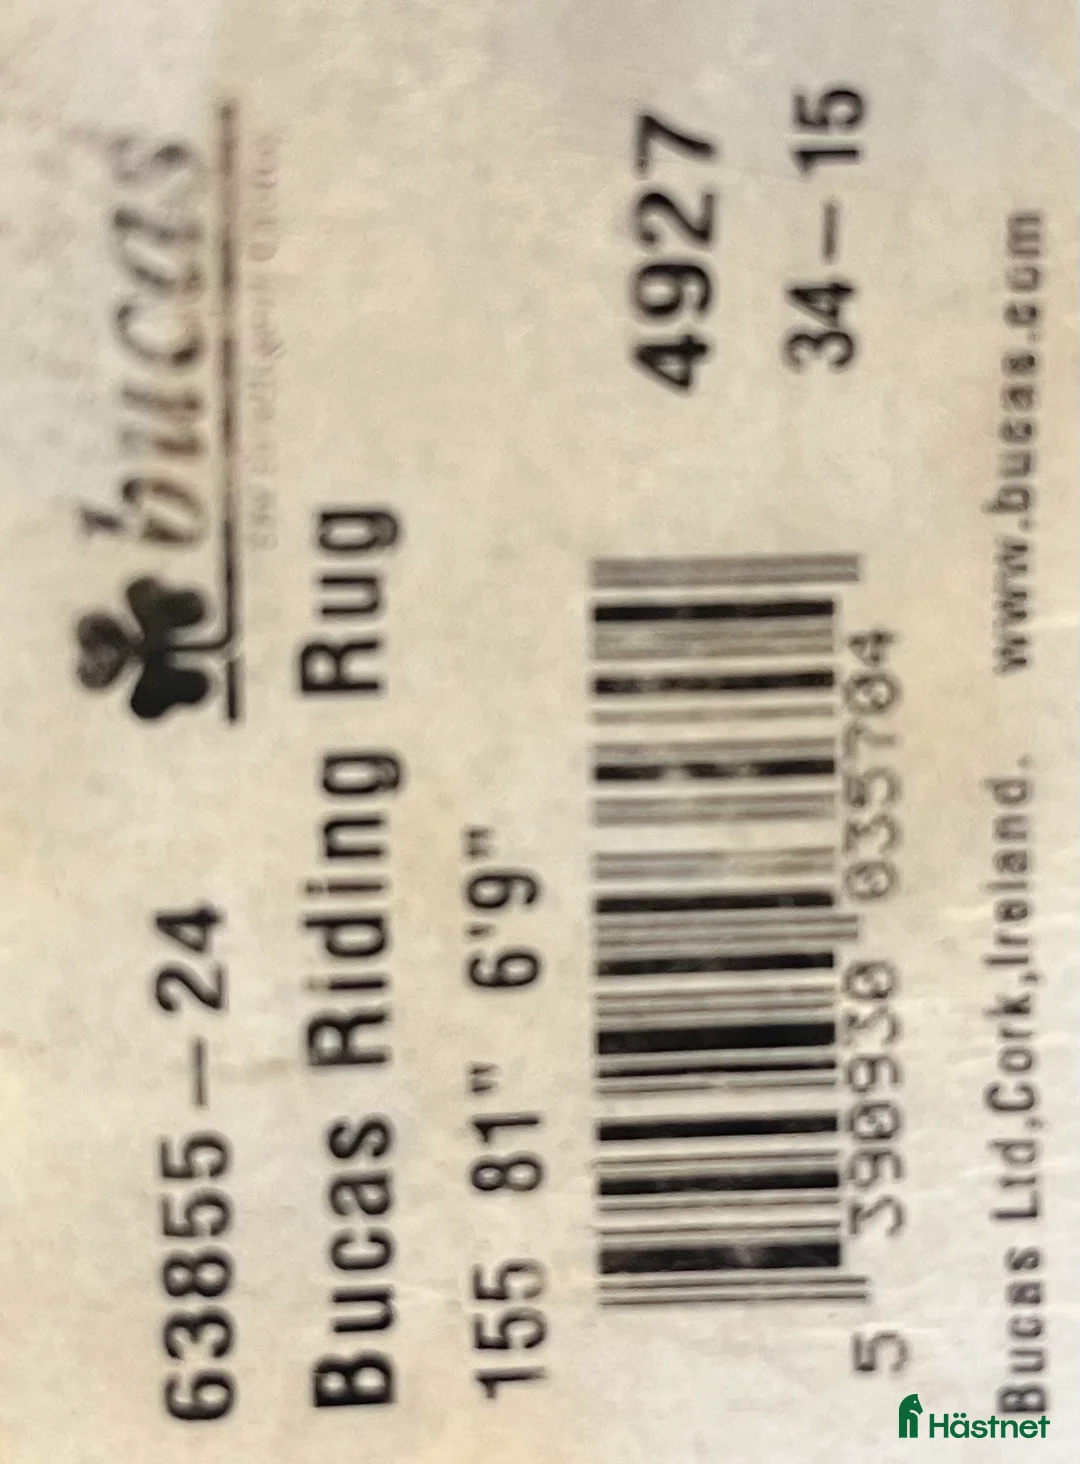 63855-24
bucas
Bucas Riding Rug
155 81" 6'9"
4927
34-15
5 390930 035704
Bucas Ltd,Cork,Ireland. www.bucas.com
Hästnet